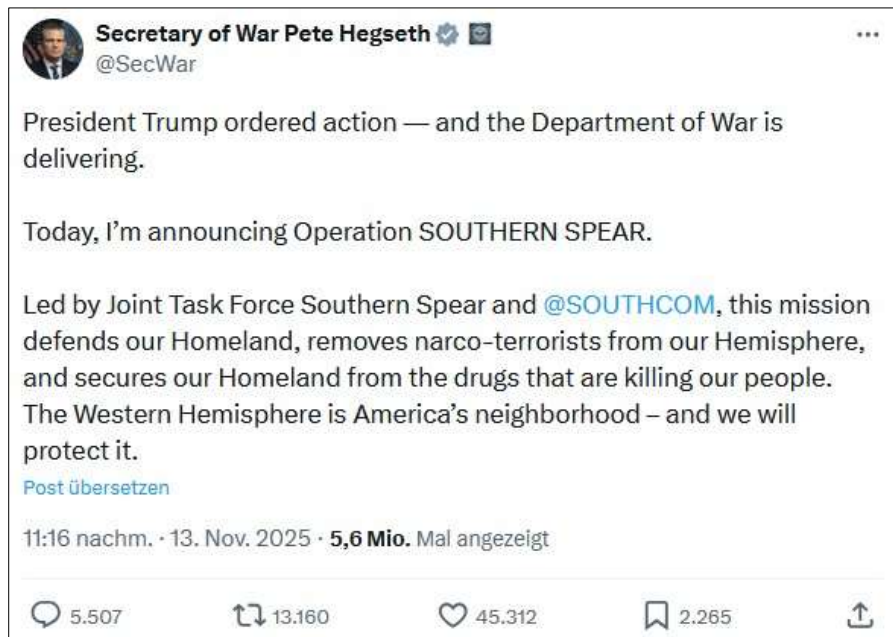 Secretary of War Pete Hegseth
@SecWar
President Trump ordered action — and the Department of War is
delivering.
Today, I'm announcing Operation SOUTHERN SPEAR.
Led by Joint Task Force Southern Spear and @SOUTHCOM, this mission
defends our Homeland, removes narco-terrorists from our Hemisphere,
and secures our Homeland from the drugs that are killing our people.
The Western Hemisphere is America's neighborhood – and we will
protect it.
Post übersetzen
11:16 nachm. · 13. Nov. 2025 · 5,6 Mio. Mal angezeigt
5.507 13.160 45.312 2.265